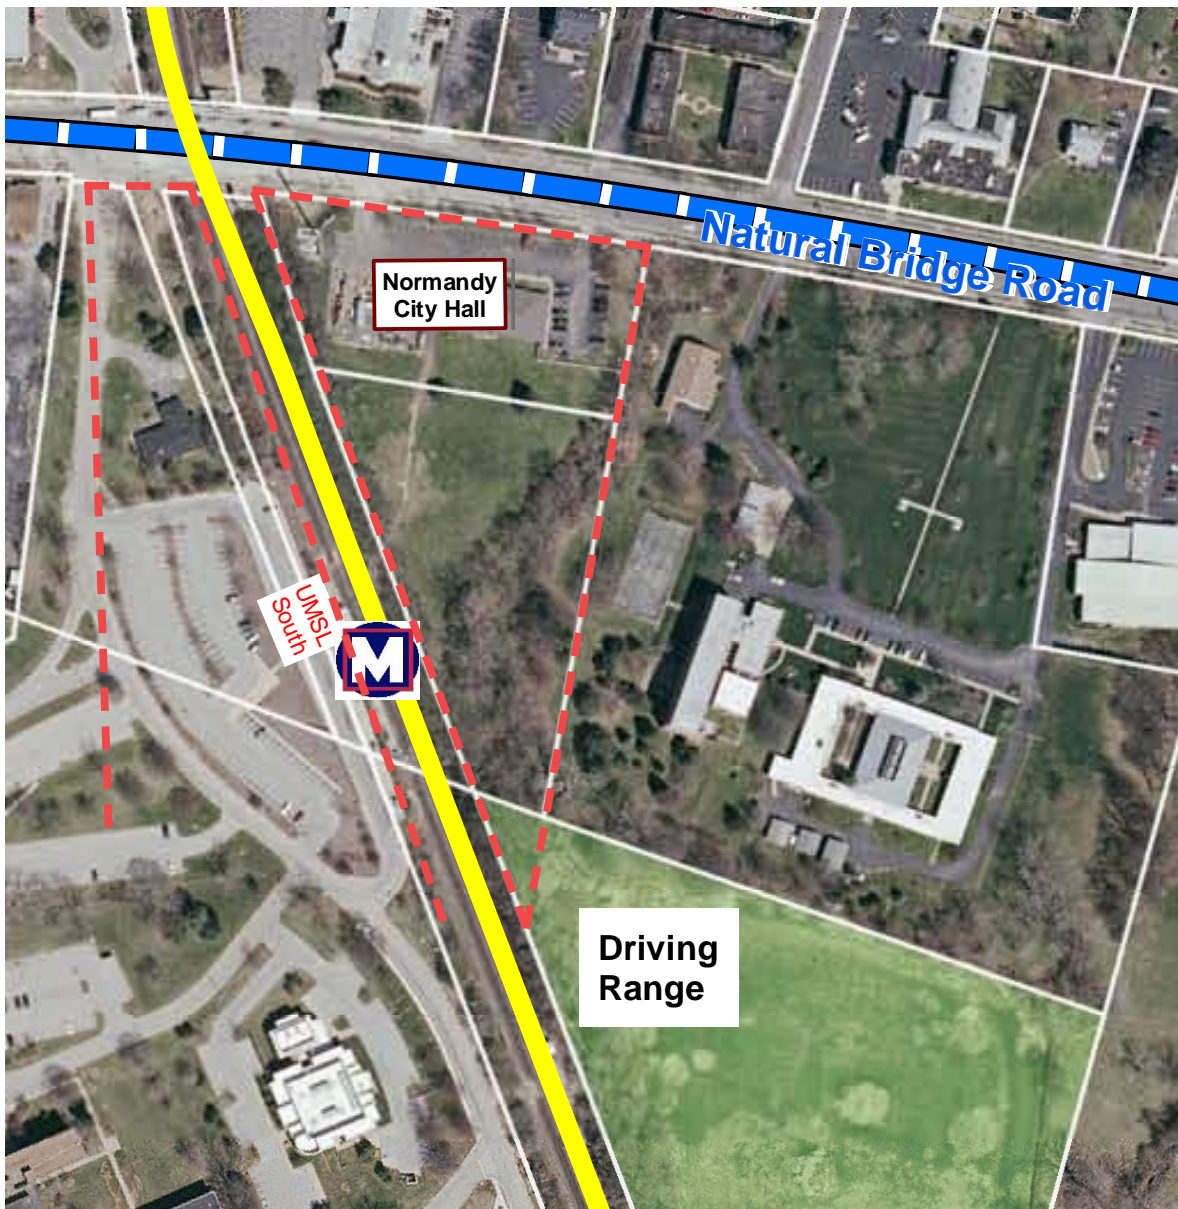 Natural Bridge Road
Normandy
City Hall
UMSL
South
M
Driving
Range